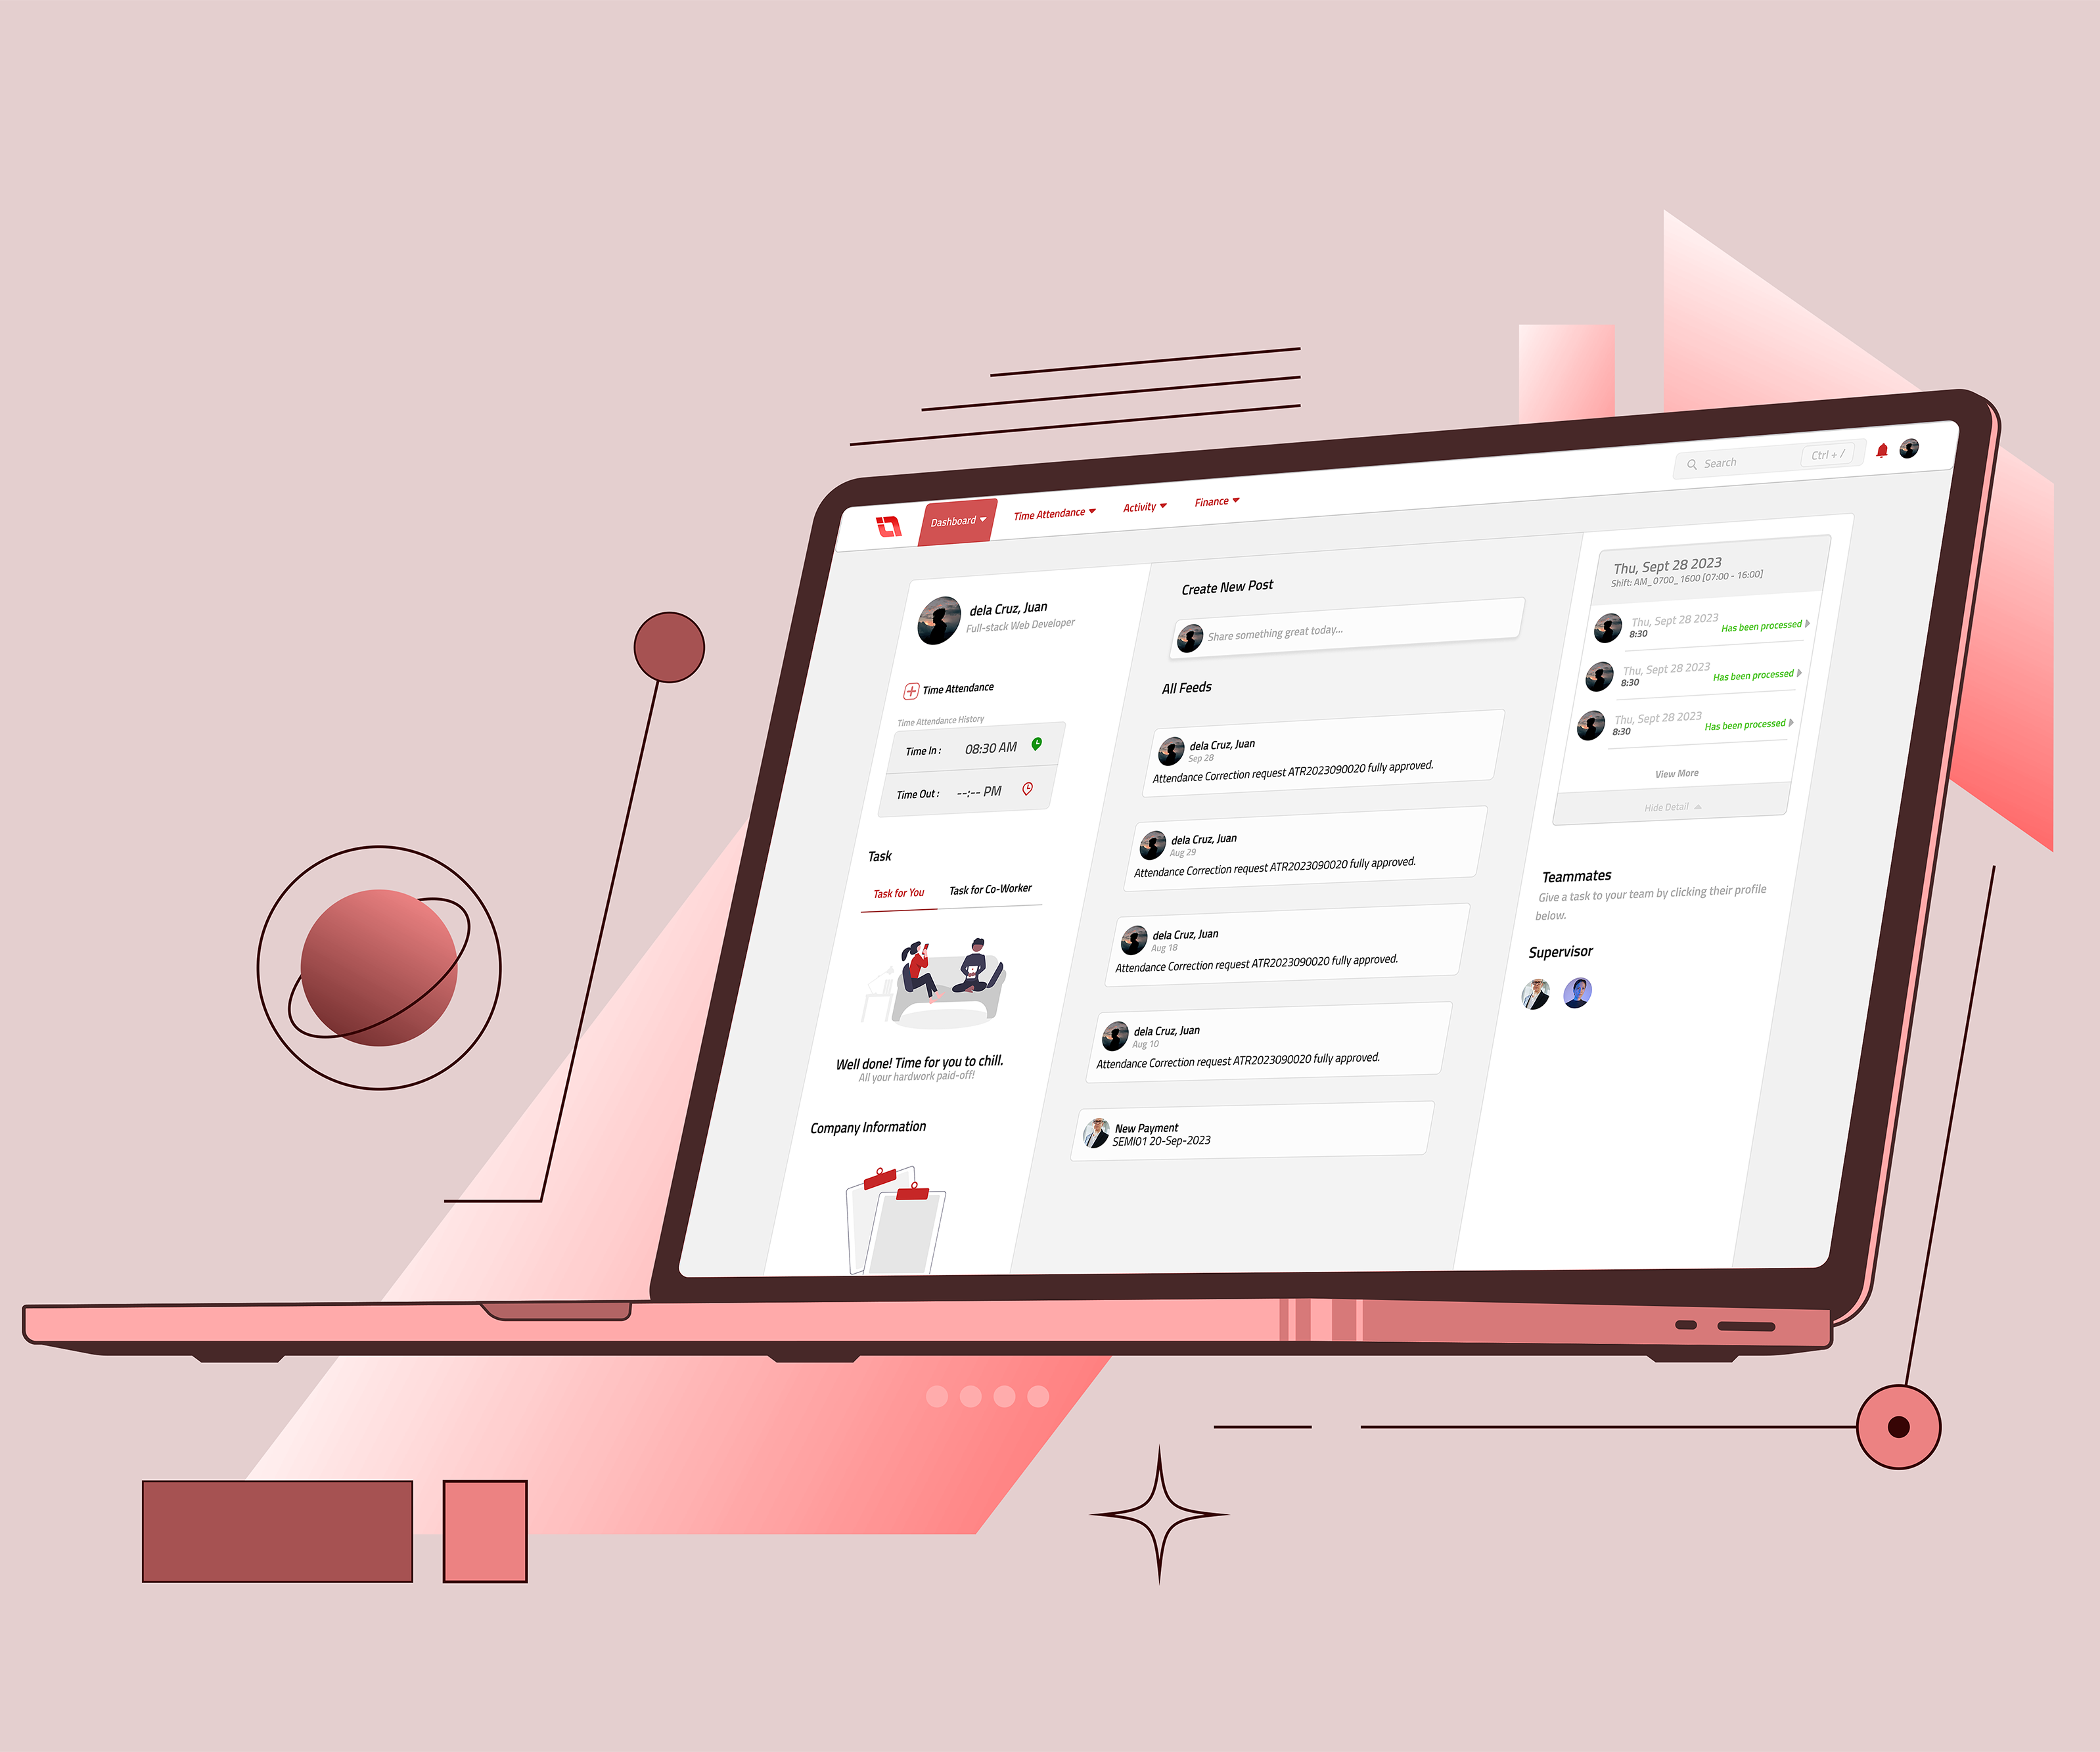 Dashboard
Time Attendance
Activity
Finance
Search
Ctrl + /
dela Cruz, Juan
Full-stack Web Developer
Time Attendance
Time Attendance History
Time In : 08:30 AM
Time Out : --:-- PM
Task
Task for You
Task for Co-Worker
Well done! Time for you to chill.
All your hardwork paid-off!
Company Information
Create New Post
Share something great today...
All Feeds
dela Cruz, Juan
Sep 28
Attendance Correction request ATR2023090020 fully approved.
dela Cruz, Juan
Aug 29
Attendance Correction request ATR2023090020 fully approved.
dela Cruz, Juan
Aug 18
Attendance Correction request ATR2023090020 fully approved.
dela Cruz, Juan
Aug 10
Attendance Correction request ATR2023090020 fully approved.
New Payment
SEMI01 20-Sep-2023
Thu, Sept 28 2023
Shift: AM_0700_1600 [07:00 - 16:00]
Thu, Sept 28 2023
8:30
Has been processed
Thu, Sept 28 2023
8:30
Has been processed
Thu, Sept 28 2023
8:30
Has been processed
View More
Hide Detail
Teammates
Give a task to your team by clicking their profile
below.
Supervisor